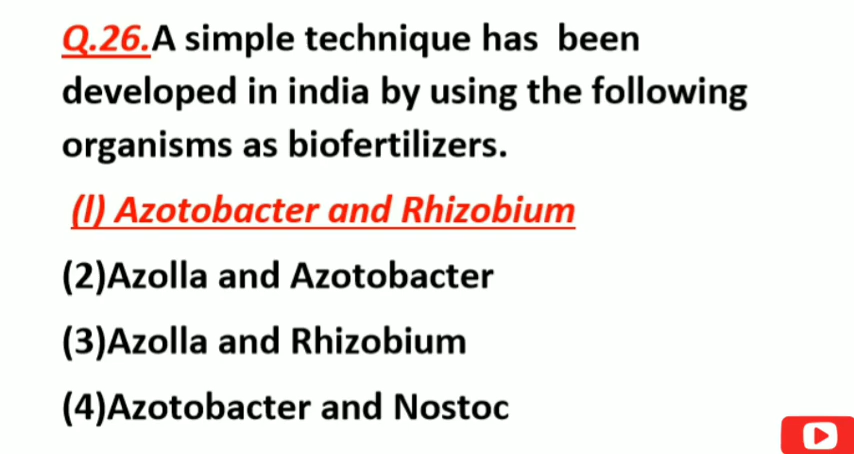 Q.26.A simple technique has been
developed in india by using the following
organisms as biofertilizers.
(l) Azotobacter and Rhizobium
(2)Azolla and Azotobacter
(3)Azolla and Rhizobium
(4)Azotobacter and Nostoc